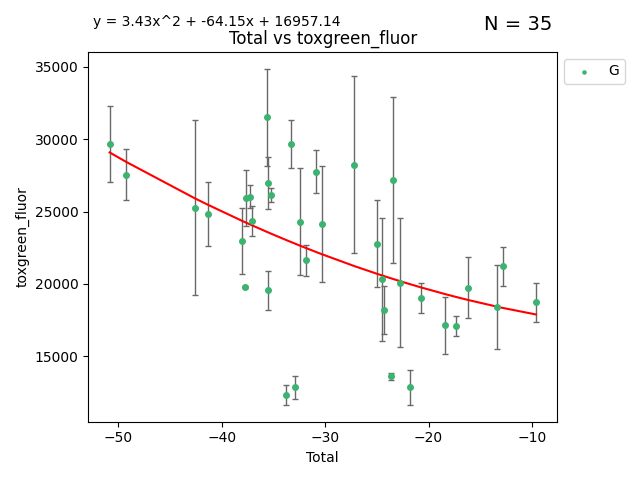 y = 3.43x^2 + -64.15x + 16957.14
N = 35
Total vs toxgreen_fluor
G
35000
30000
25000
20000
15000
toxgreen_fluor
−50 −40 −30 −20 −10
Total